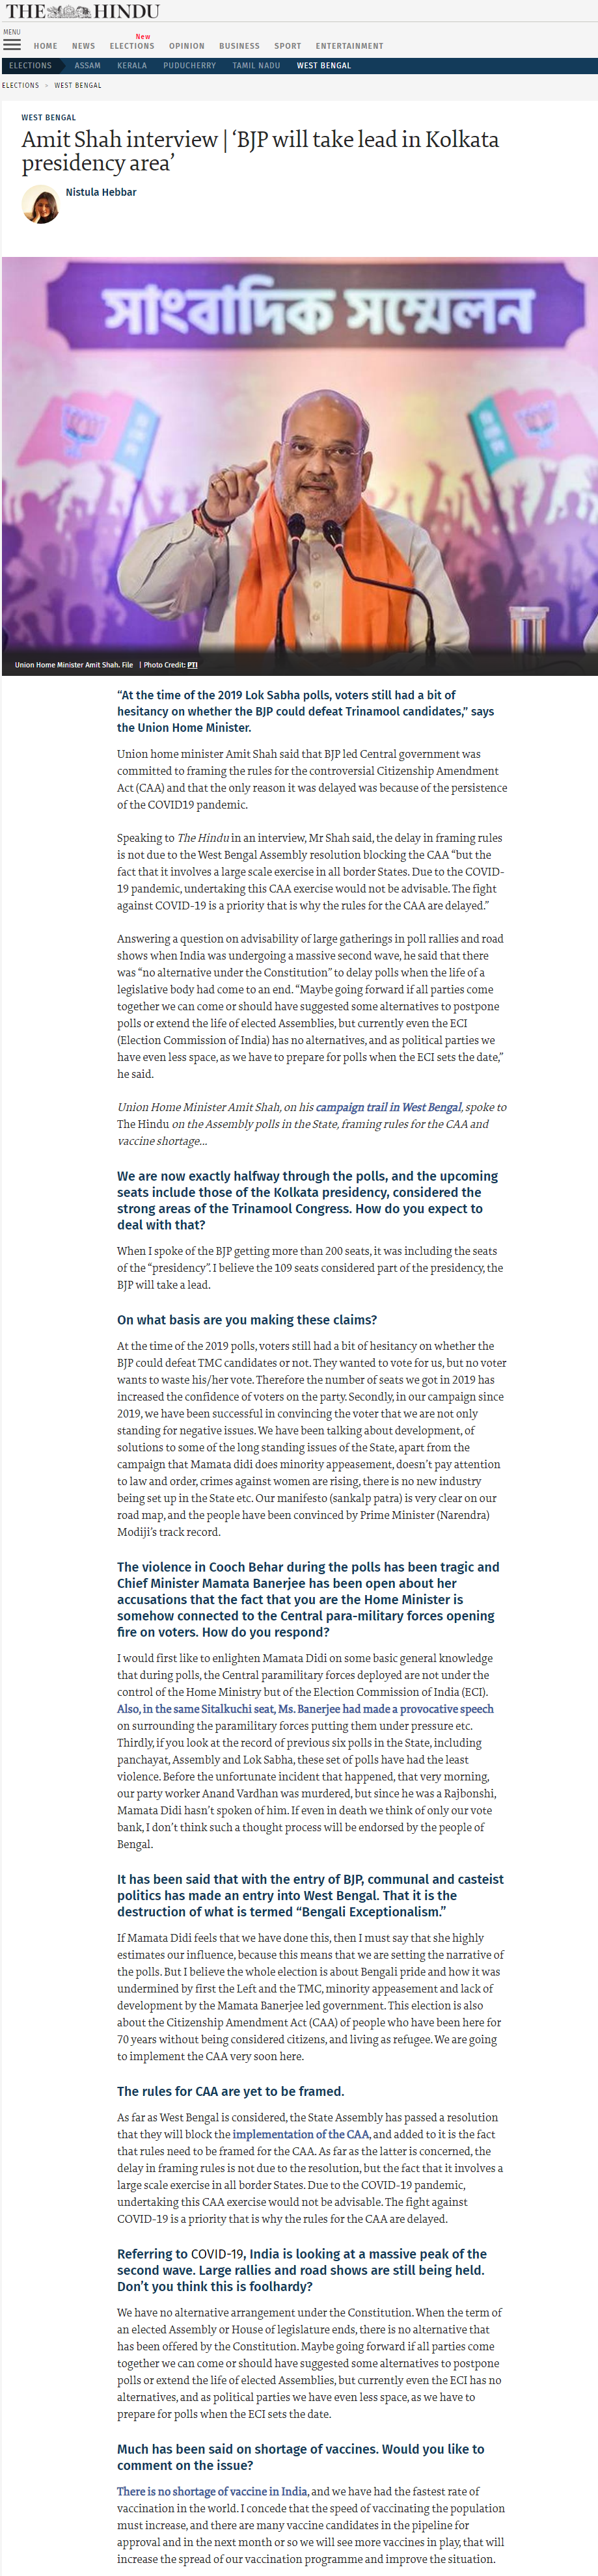 THE HINDU
MENU
New
HOME NEWS ELECTIONS OPINION BUSINESS SPORT ENTERTAINMENT
ELECTIONS ASSAM KERALA PUDUCHERRY TAMIL NADU WEST BENGAL
ELECTIONS » WEST BENGAL
WEST BENGAL
Amit Shah interview | ‘BJP will take lead in Kolkata
presidency area’
Nistula Hebbar
সাংবাদিক সম্মেলন
Union Home Minister Amit Shah. File | Photo Credit: PTI
“At the time of the 2019 Lok Sabha polls, voters still had a bit of
hesitancy on whether the BJP could defeat Trinamool candidates,” says
the Union Home Minister.
Union home minister Amit Shah said that BJP led Central government was
committed to framing the rules for the controversial Citizenship Amendment
Act (CAA) and that the only reason it was delayed was because of the persistence
of the COVID19 pandemic.
Speaking to The Hindu in an interview, Mr Shah said, the delay in framing rules
is not due to the West Bengal Assembly resolution blocking the CAA “but the
fact that it involves a large scale exercise in all border States. Due to the COVID-
19 pandemic, undertaking this CAA exercise would not be advisable. The fight
against COVID-19 is a priority that is why the rules for the CAA are delayed.”
Answering a question on advisability of large gatherings in poll rallies and road
shows when India was undergoing a massive second wave, he said that there
was “no alternative under the Constitution” to delay polls when the life of a
legislative body had come to an end. “Maybe going forward if all parties come
together we can come or should have suggested some alternatives to postpone
polls or extend the life of elected Assemblies, but currently even the ECI
(Election Commission of India) has no alternatives, and as political parties we
have even less space, as we have to prepare for polls when the ECI sets the date,”
he said.
Union Home Minister Amit Shah, on his campaign trail in West Bengal, spoke to
The Hindu on the Assembly polls in the State, framing rules for the CAA and
vaccine shortage...
We are now exactly halfway through the polls, and the upcoming
seats include those of the Kolkata presidency, considered the
strong areas of the Trinamool Congress. How do you expect to
deal with that?
When I spoke of the BJP getting more than 200 seats, it was including the seats
of the “presidency”. I believe the 109 seats considered part of the presidency, the
BJP will take a lead.
On what basis are you making these claims?
At the time of the 2019 polls, voters still had a bit of hesitancy on whether the
BJP could defeat TMC candidates or not. They wanted to vote for us, but no voter
wants to waste his/her vote. Therefore the number of seats we got in 2019 has
increased the confidence of voters on the party. Secondly, in our campaign since
2019, we have been successful in convincing the voter that we are not only
standing for negative issues. We have been talking about development, of
solutions to some of the long standing issues of the State, apart from the
campaign that Mamata didi does minority appeasement, doesn’t pay attention
to law and order, crimes against women are rising, there is no new industry
being set up in the State etc. Our manifesto (sankalp patra) is very clear on our
road map, and the people have been convinced by Prime Minister (Narendra)
Modiji’s track record.
The violence in Cooch Behar during the polls has been tragic and
Chief Minister Mamata Banerjee has been open about her
accusations that the fact that you are the Home Minister is
somehow connected to the Central para-military forces opening
fire on voters. How do you respond?
I would first like to enlighten Mamata Didi on some basic general knowledge
that during polls, the Central paramilitary forces deployed are not under the
control of the Home Ministry but of the Election Commission of India (ECI).
Also, in the same Sitalkuchi seat, Ms. Banerjee had made a provocative speech
on surrounding the paramilitary forces putting them under pressure etc.
Thirdly, if you look at the record of previous six polls in the State, including
panchayat, Assembly and Lok Sabha, these set of polls have had the least
violence. Before the unfortunate incident that happened, that very morning,
our party worker Anand Vardhan was murdered, but since he was a Rajbonshi,
Mamata Didi hasn’t spoken of him. If even in death we think of only our vote
bank, I don’t think such a thought process will be endorsed by the people of
Bengal.
It has been said that with the entry of BJP, communal and casteist
politics has made an entry into West Bengal. That it is the
destruction of what is termed “Bengali Exceptionalism.”
If Mamata Didi feels that we have done this, then I must say that she highly
estimates our influence, because this means that we are setting the narrative of
the polls. But I believe the whole election is about Bengali pride and how it was
undermined by first the Left and the TMC, minority appeasement and lack of
development by the Mamata Banerjee led government. This election is also
about the Citizenship Amendment Act (CAA) of people who have been here for
70 years without being considered citizens, and living as refugee. We are going
to implement the CAA very soon here.
The rules for CAA are yet to be framed.
As far as West Bengal is considered, the State Assembly has passed a resolution
that they will block the implementation of the CAA, and added to it is the fact
that rules need to be framed for the CAA. As far as the latter is concerned, the
delay in framing rules is not due to the resolution, but the fact that it involves a
large scale exercise in all border States. Due to the COVID-19 pandemic,
undertaking this CAA exercise would not be advisable. The fight against
COVID-19 is a priority that is why the rules for the CAA are delayed.
Referring to COVID-19, India is looking at a massive peak of the
second wave. Large rallies and road shows are still being held.
Don’t you think this is foolhardy?
We have no alternative arrangement under the Constitution. When the term of
an elected Assembly or House of legislature ends, there is no alternative that
has been offered by the Constitution. Maybe going forward if all parties come
together we can come or should have suggested some alternatives to postpone
polls or extend the life of elected Assemblies, but currently even the ECI has no
alternatives, and as political parties we have even less space, as we have to
prepare for polls when the ECI sets the date.
Much has been said on shortage of vaccines. Would you like to
comment on the issue?
There is no shortage of vaccine in India, and we have had the fastest rate of
vaccination in the world. I concede that the speed of vaccinating the population
must increase, and there are many vaccine candidates in the pipeline for
approval and in the next month or so we will see more vaccines in play, that will
increase the spread of our vaccination programme and improve the situation.